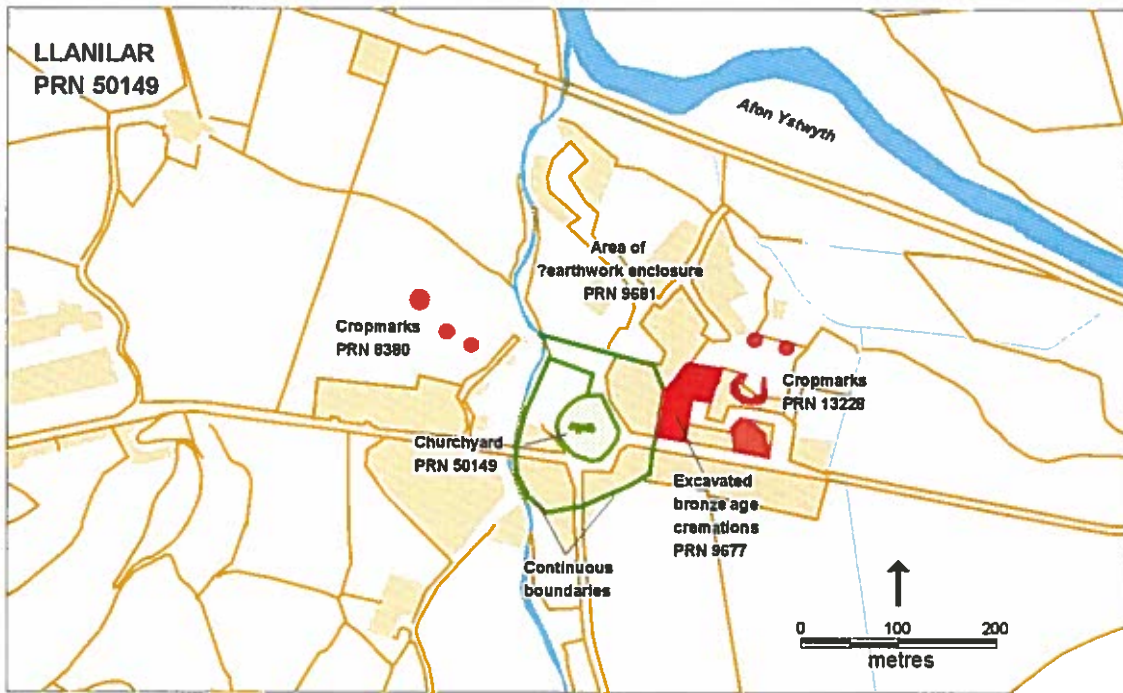 LLANILAR
PRN 50149
Afon Ystwyth
Area of
?earthwork enclosure
PRN 9681
Cropmarks
PRN 8380
Cropmarks
PRN 13228
Churchyard
PRN 50149
Excavated
bronze age
cremations
PRN 9677
Continuous
boundaries
0 100 200
metres